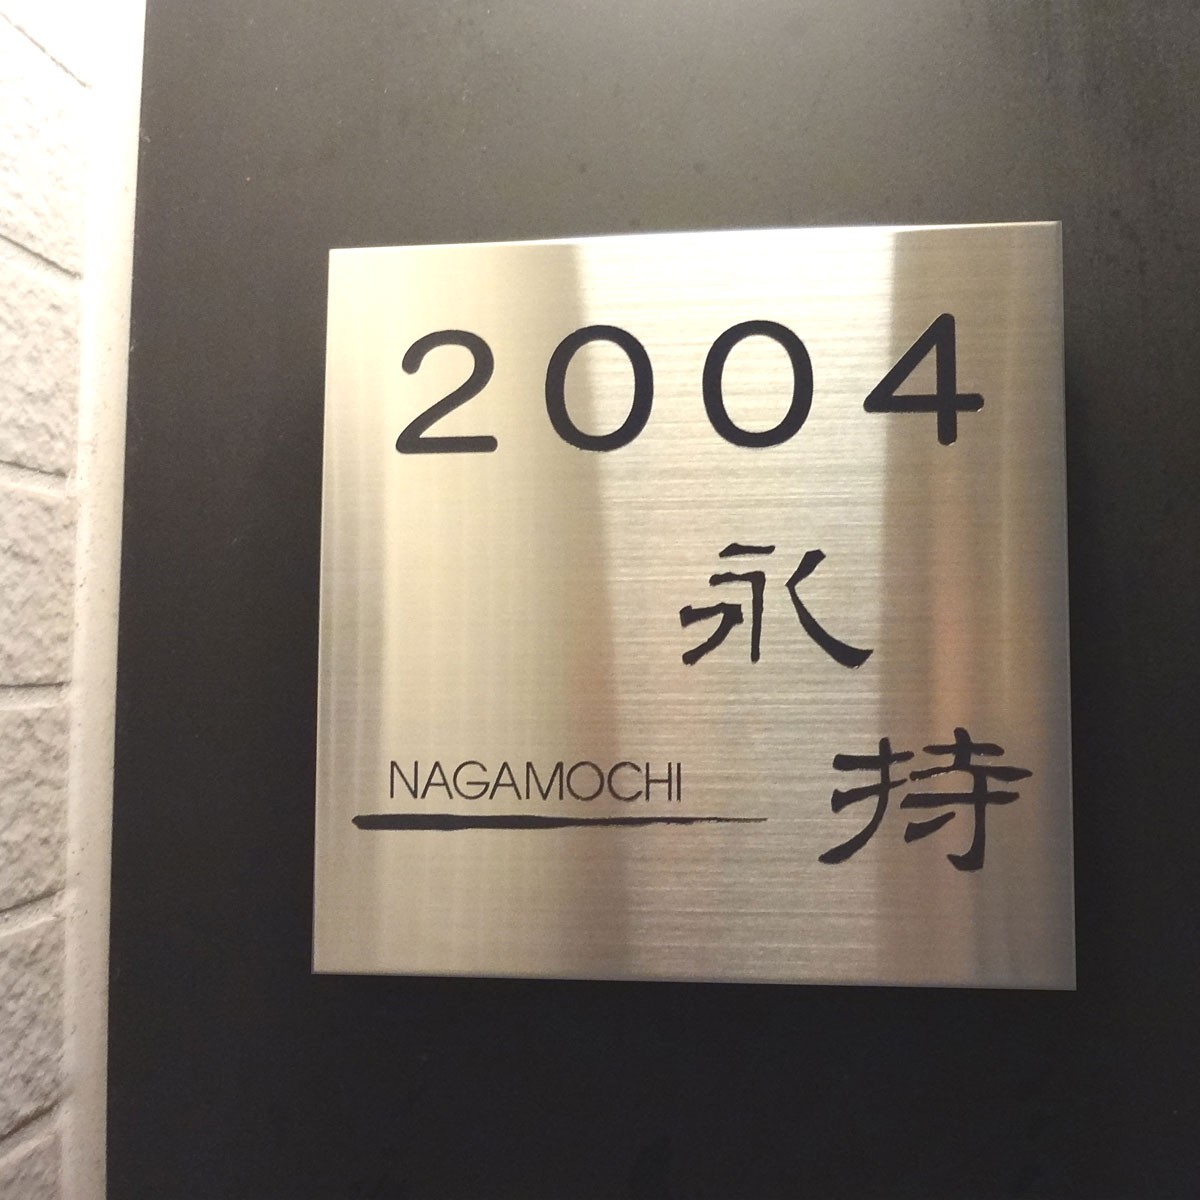 2004
永
持
NAGAMOCHI